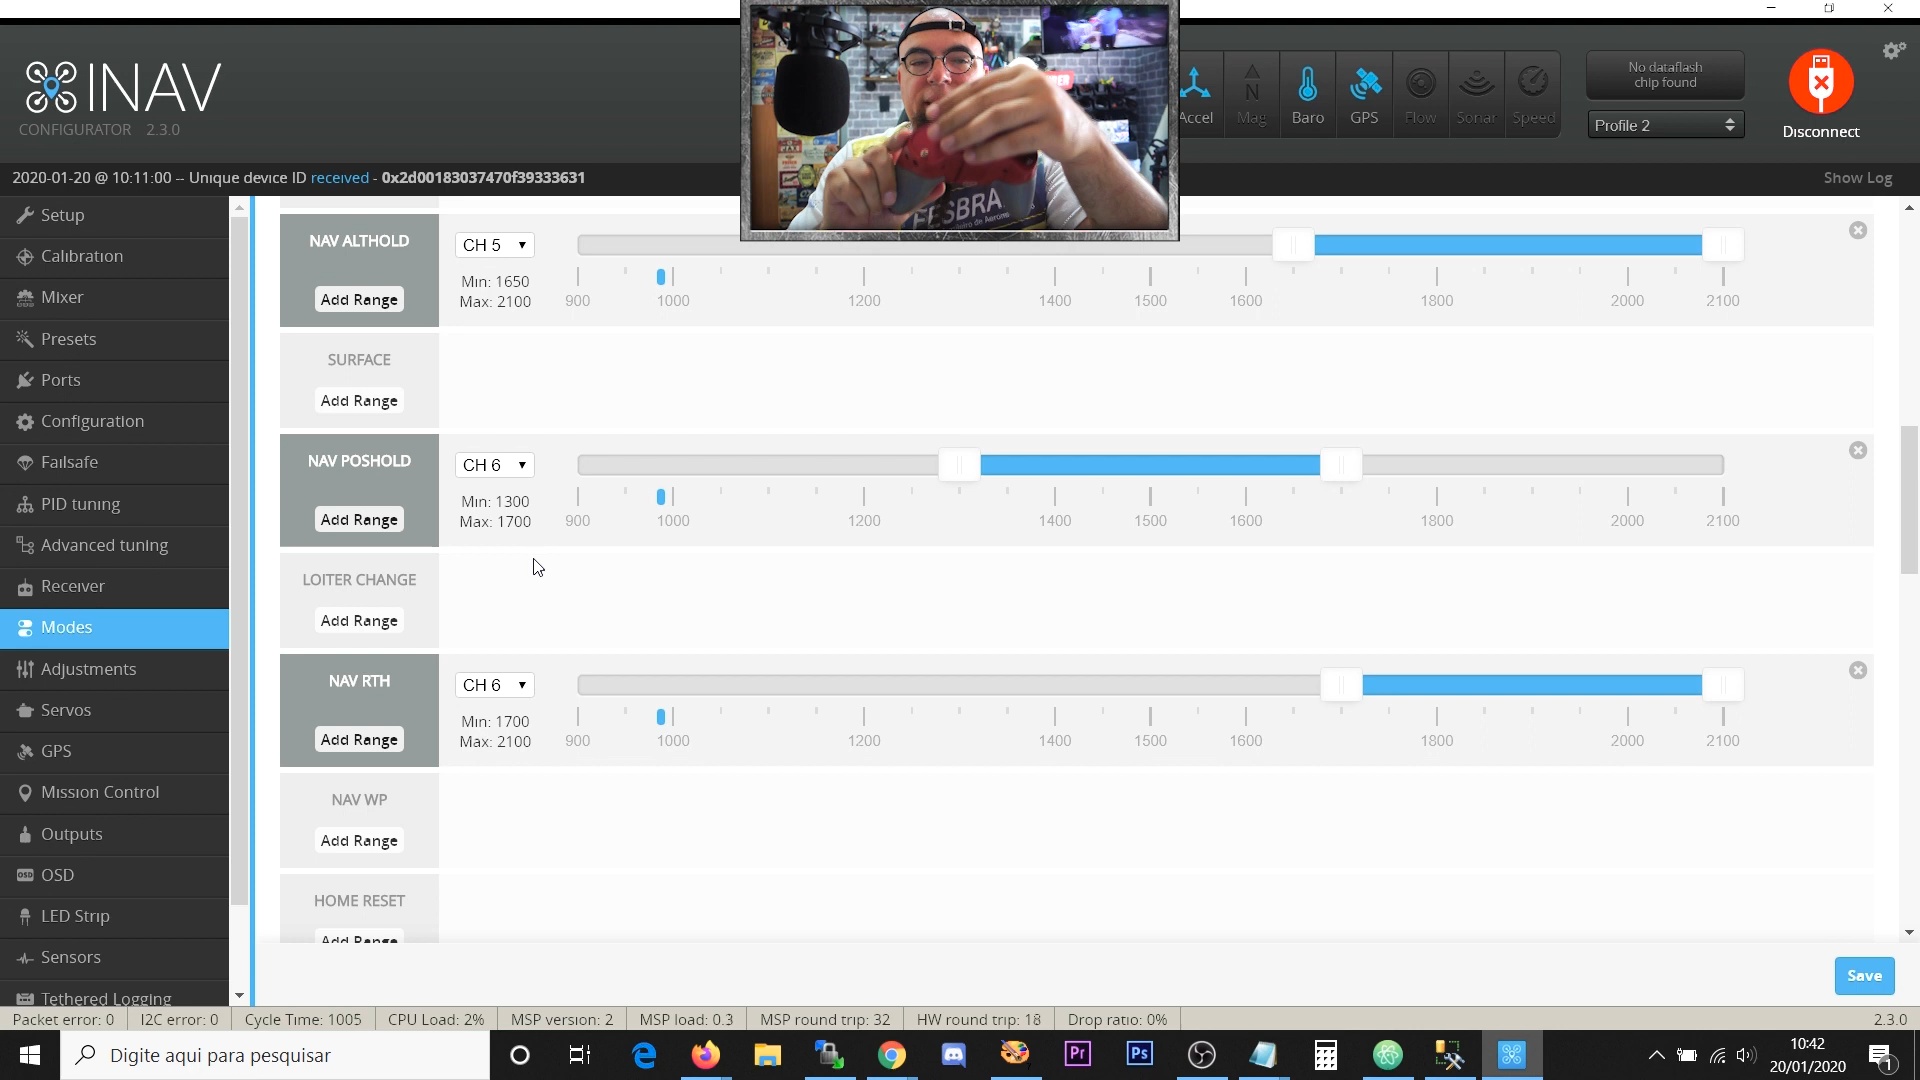 INAV
CONFIGURATOR 2.3.0
Accel
Mag
Baro
GPS
Flow
Sonar
Speed
No dataflash
chip found
Profile 2
Disconnect
2020-01-20 @ 10:11:00 -- Unique device ID received - 0x2d00183037470f39333631
Show Log
Setup
Calibration
Mixer
Presets
Ports
Configuration
Failsafe
PID tuning
Advanced tuning
Receiver
Modes
Adjustments
Servos
GPS
Mission Control
Outputs
OSD
LED Strip
Sensors
Tethered Logging
NAV ALTHOLD
CH 5
Add Range
Min: 1650
Max: 2100
900 1000 1200 1400 1500 1600 1800 2000 2100
SURFACE
Add Range
NAV POSHOLD
CH 6
Add Range
Min: 1300
Max: 1700
900 1000 1200 1400 1500 1600 1800 2000 2100
LOITER CHANGE
Add Range
NAV RTH
CH 6
Add Range
Min: 1700
Max: 2100
900 1000 1200 1400 1500 1600 1800 2000 2100
NAV WP
Add Range
HOME RESET
Add Range
Save
Packet error: 0 I2C error: 0 Cycle Time: 1005 CPU Load: 2% MSP version: 2 MSP load: 0.3 MSP round trip: 32 HW round trip: 18 Drop ratio: 0% 2.3.0
Digite aqui para pesquisar
Pr
Ps
10:42
20/01/2020
1